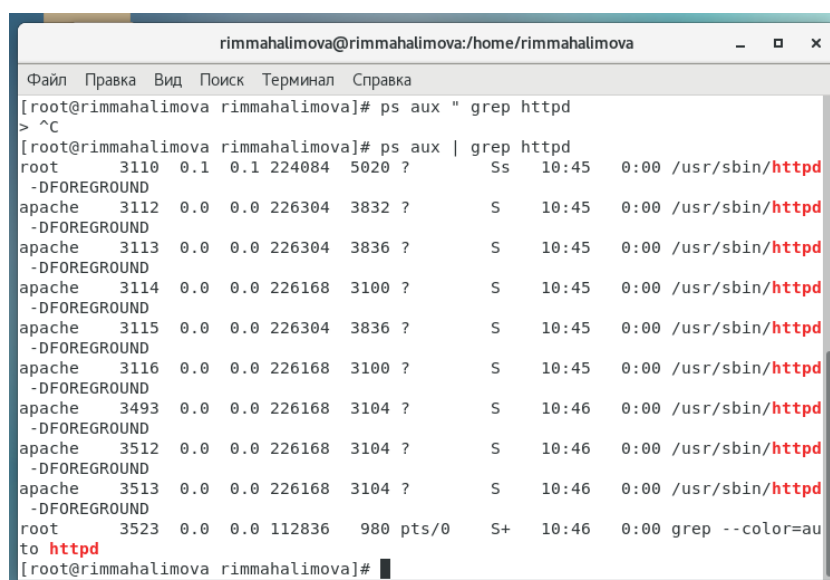 rimmahalimova@rimmahalimova:/home/rimmahalimova
Файл Правка Вид Поиск Терминал Справка
[root@rimmahalimova rimmahalimova]# ps aux " grep httpd
> ^C
[root@rimmahalimova rimmahalimova]# ps aux | grep httpd
root 3110 0.1 0.1 224084 5020 ? Ss 10:45 0:00 /usr/sbin/httpd
-DFOREGROUND
apache 3112 0.0 0.0 226304 3832 ? S 10:45 0:00 /usr/sbin/httpd
-DFOREGROUND
apache 3113 0.0 0.0 226304 3836 ? S 10:45 0:00 /usr/sbin/httpd
-DFOREGROUND
apache 3114 0.0 0.0 226168 3100 ? S 10:45 0:00 /usr/sbin/httpd
-DFOREGROUND
apache 3115 0.0 0.0 226304 3836 ? S 10:45 0:00 /usr/sbin/httpd
-DFOREGROUND
apache 3116 0.0 0.0 226168 3100 ? S 10:45 0:00 /usr/sbin/httpd
-DFOREGROUND
apache 3493 0.0 0.0 226168 3104 ? S 10:46 0:00 /usr/sbin/httpd
-DFOREGROUND
apache 3512 0.0 0.0 226168 3104 ? S 10:46 0:00 /usr/sbin/httpd
-DFOREGROUND
apache 3513 0.0 0.0 226168 3104 ? S 10:46 0:00 /usr/sbin/httpd
-DFOREGROUND
root 3523 0.0 0.0 112836 980 pts/0 S+ 10:46 0:00 grep --color=au
to httpd
[root@rimmahalimova rimmahalimova]#